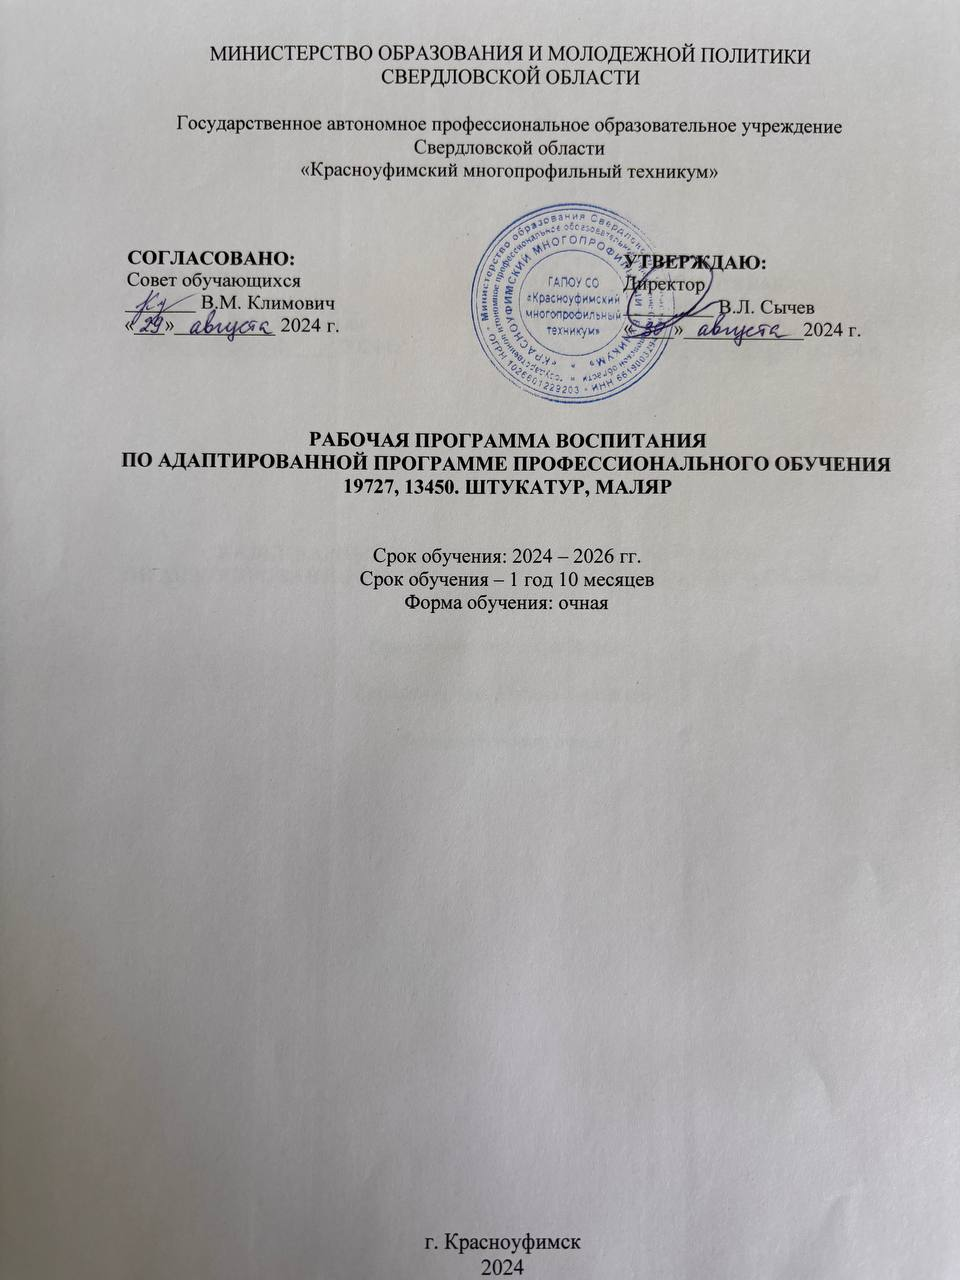 МИНИСТЕРСТВО ОБРАЗОВАНИЯ И МОЛОДЕЖНОЙ ПОЛИТИКИ
СВЕРДЛОВСКОЙ ОБЛАСТИ
Государственное автономное профессиональное образовательное учреждение
Свердловской области
«Красноуфимский многопрофильный техникум»
СОГЛАСОВАНО:
Совет обучающихся
В.М. Климович
«29» августа 2024 г.
УТВЕРЖДАЮ:
Директор
В.Л. Сычев
«30» августа 2024 г.
ГАПОУ СО
«Красноуфимский
многопрофильный
техникум»
ОГРН 1026601229203
РАБОЧАЯ ПРОГРАММА ВОСПИТАНИЯ
ПО АДАПТИРОВАННОЙ ПРОГРАММЕ ПРОФЕССИОНАЛЬНОГО ОБУЧЕНИЯ
19727, 13450. ШТУКАТУР, МАЛЯР
Срок обучения: 2024 – 2026 гг.
Срок обучения – 1 год 10 месяцев
Форма обучения: очная
г. Красноуфимск
2024